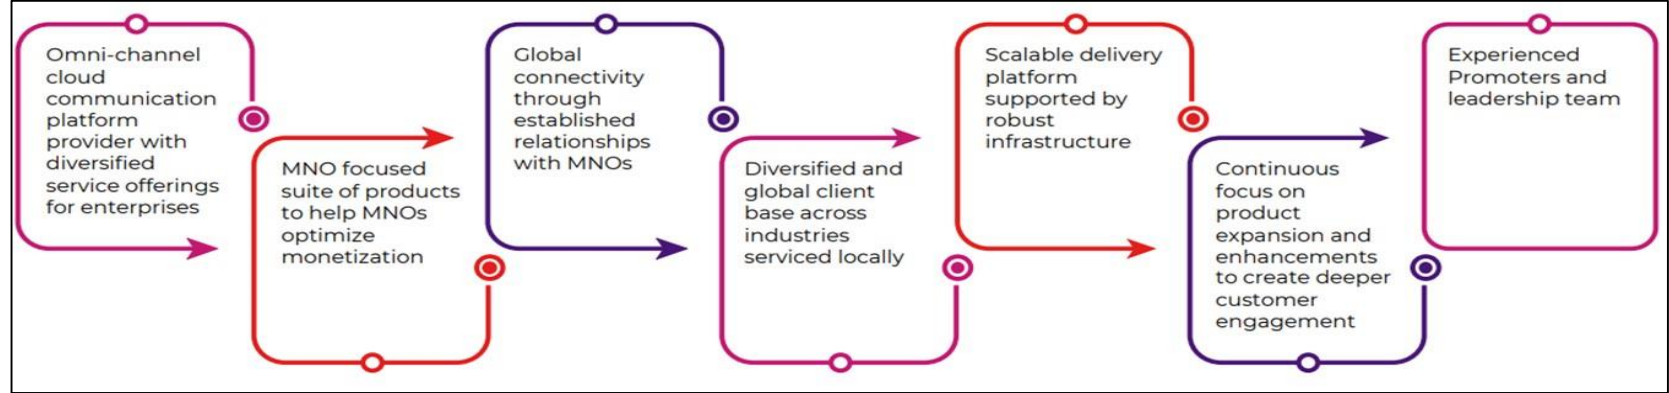 Omni-channel
cloud
communication
platform
provider with
diversified
service offerings
for enterprises
MNO focused
suite of products
to help MNOs
optimize
monetization
Global
connectivity
through
established
relationships
with MNOs
Diversified and
global client
base across
industries
serviced locally
Scalable delivery
platform
supported by
robust
infrastructure
Continuous
focus on
product
expansion and
enhancements
to create deeper
customer
engagement
Experienced
Promoters and
leadership team